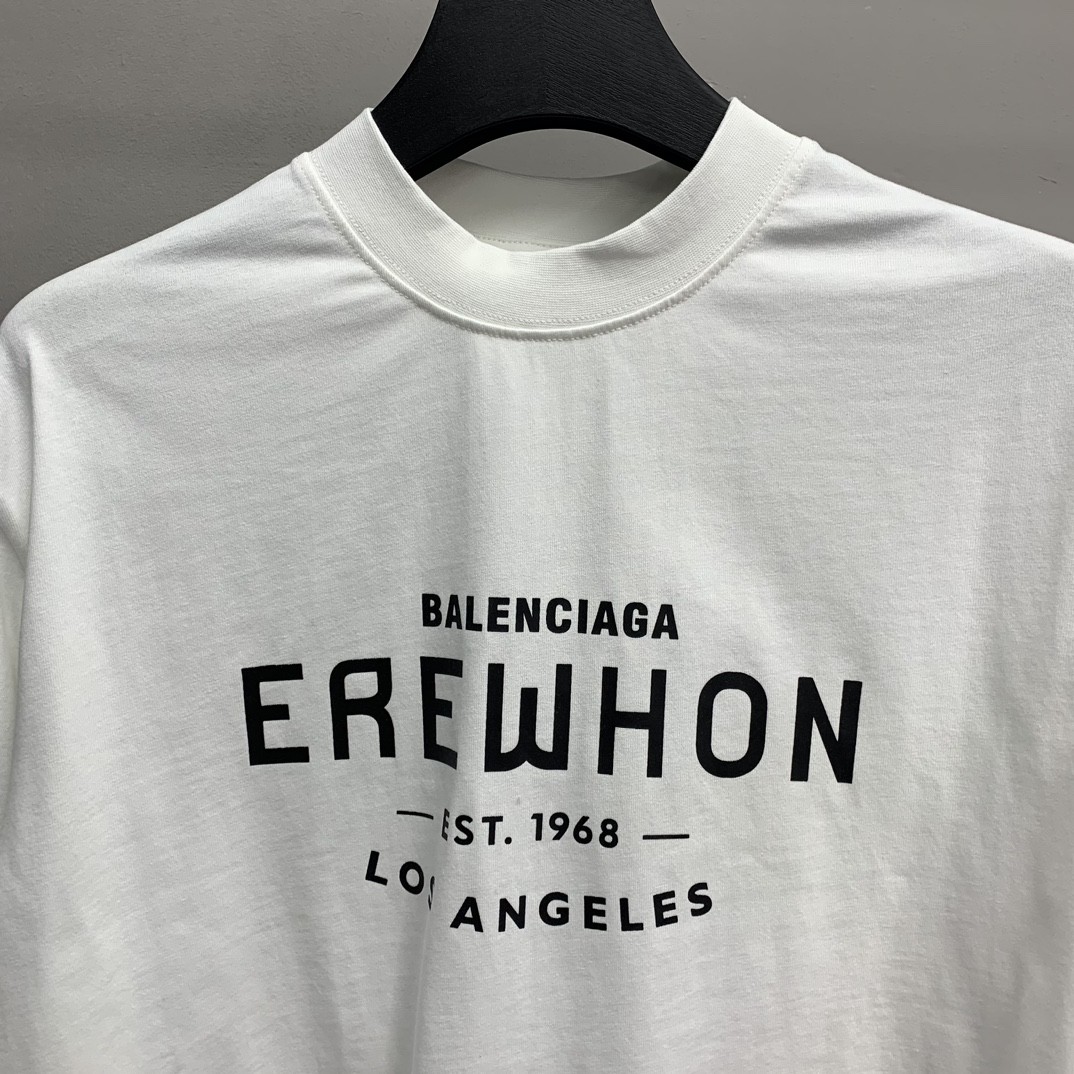 BALENCIAGA
EREWHON
— EST. 1968 —
LOS ANGELES